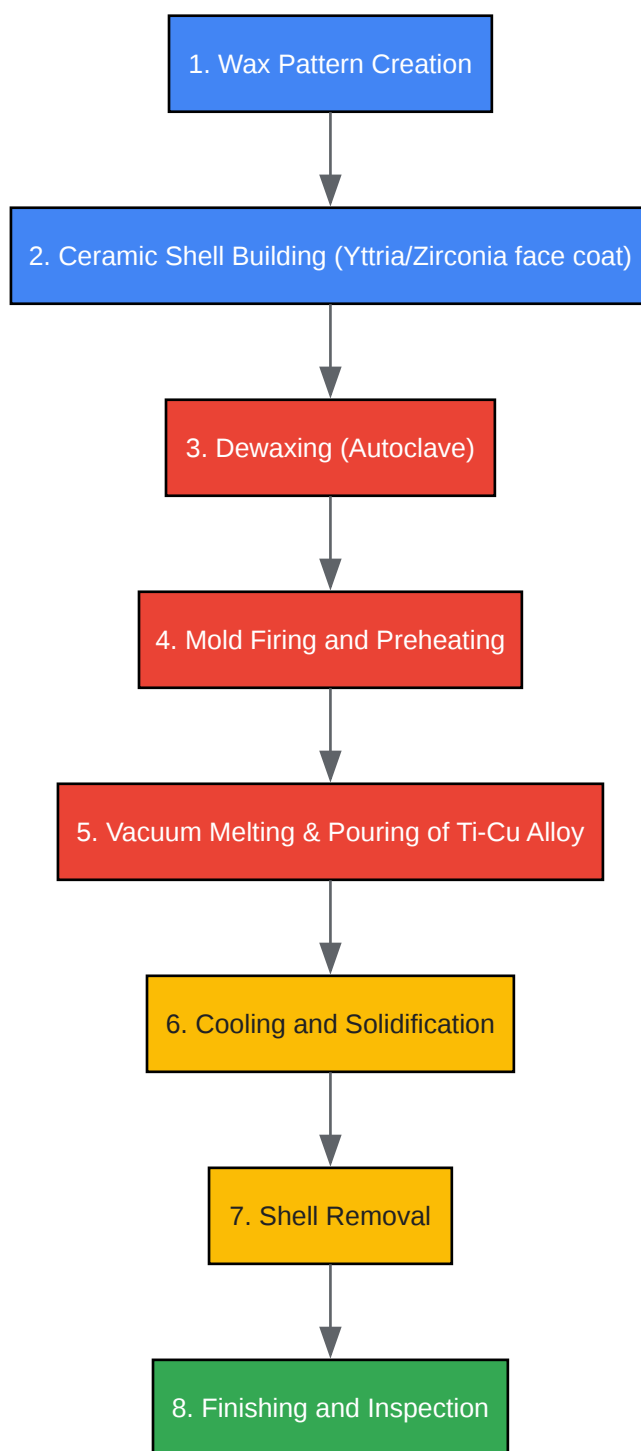 1. Wax Pattern Creation
2. Ceramic Shell Building (Yttria/Zirconia face coat)
3. Dewaxing (Autoclave)
4. Mold Firing and Preheating
5. Vacuum Melting & Pouring of Ti-Cu Alloy
6. Cooling and Solidification
7. Shell Removal
8. Finishing and Inspection